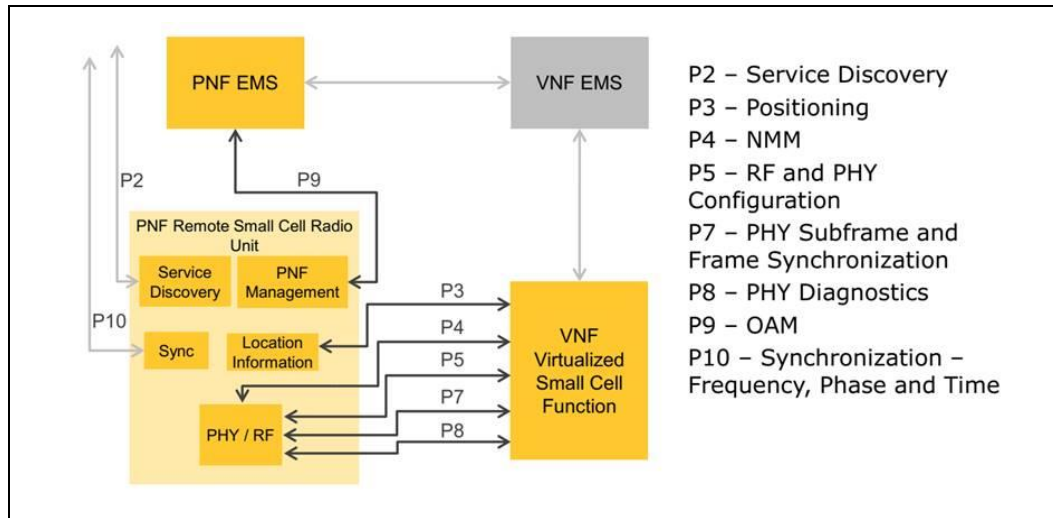 PNF EMS
VNF EMS
P2
P9
PNF Remote Small Cell Radio
Unit
Service
Discovery
PNF
Management
P10
Sync
Location
Information
PHY / RF
P3
P4
P5
P7
P8
VNF
Virtualized
Small Cell
Function
P2 – Service Discovery
P3 – Positioning
P4 – NMM
P5 – RF and PHY
Configuration
P7 – PHY Subframe and
Frame Synchronization
P8 – PHY Diagnostics
P9 – OAM
P10 – Synchronization –
Frequency, Phase and Time